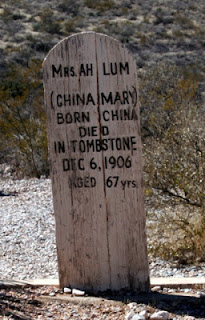 MRS. AH LUM
(CHINA MARY)
BORN CHINA
DIED
IN TOMBSTONE
DEC 6, 1906
AGED 67 YRS.